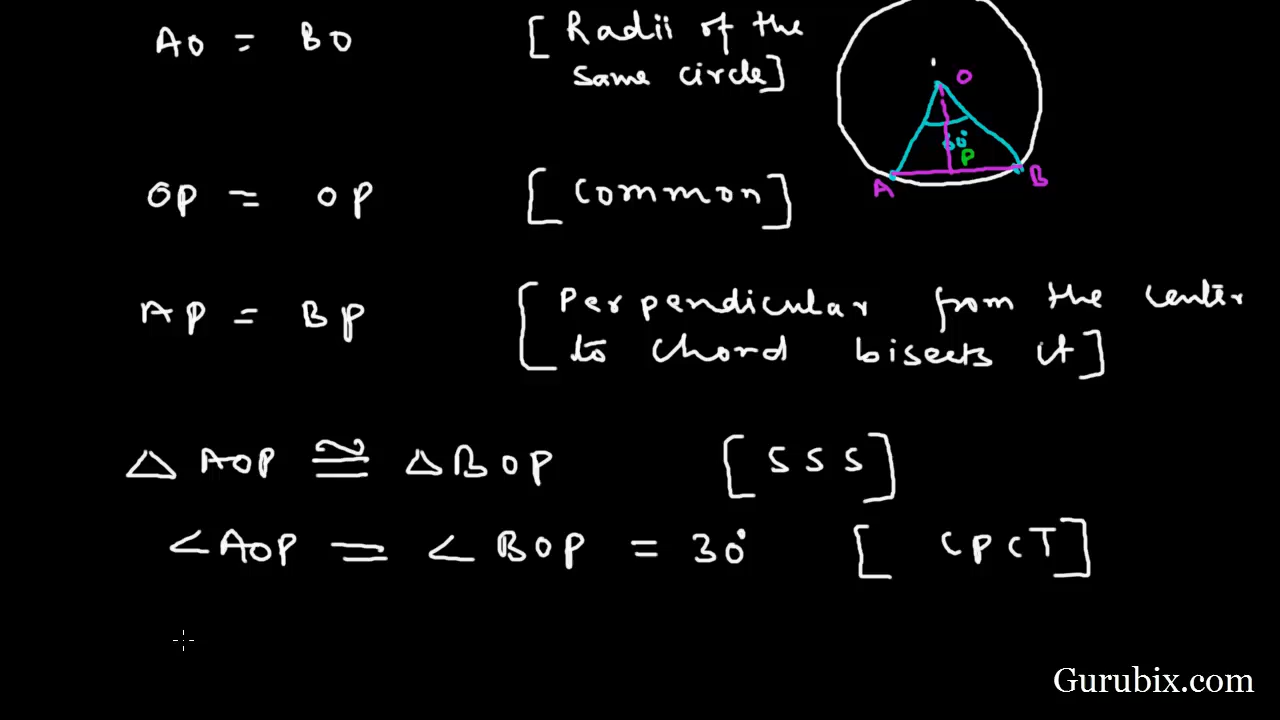 AO = BO [Radii of the
same circle]
O
60°
P
A B
OP = OP [common]
AP = BP [Perpendicular from the center
to chord bisects it]
△ AOP ≅ △BOP [SSS]
∠AOP = ∠BOP = 30° [CPCT]
Gurubix.com